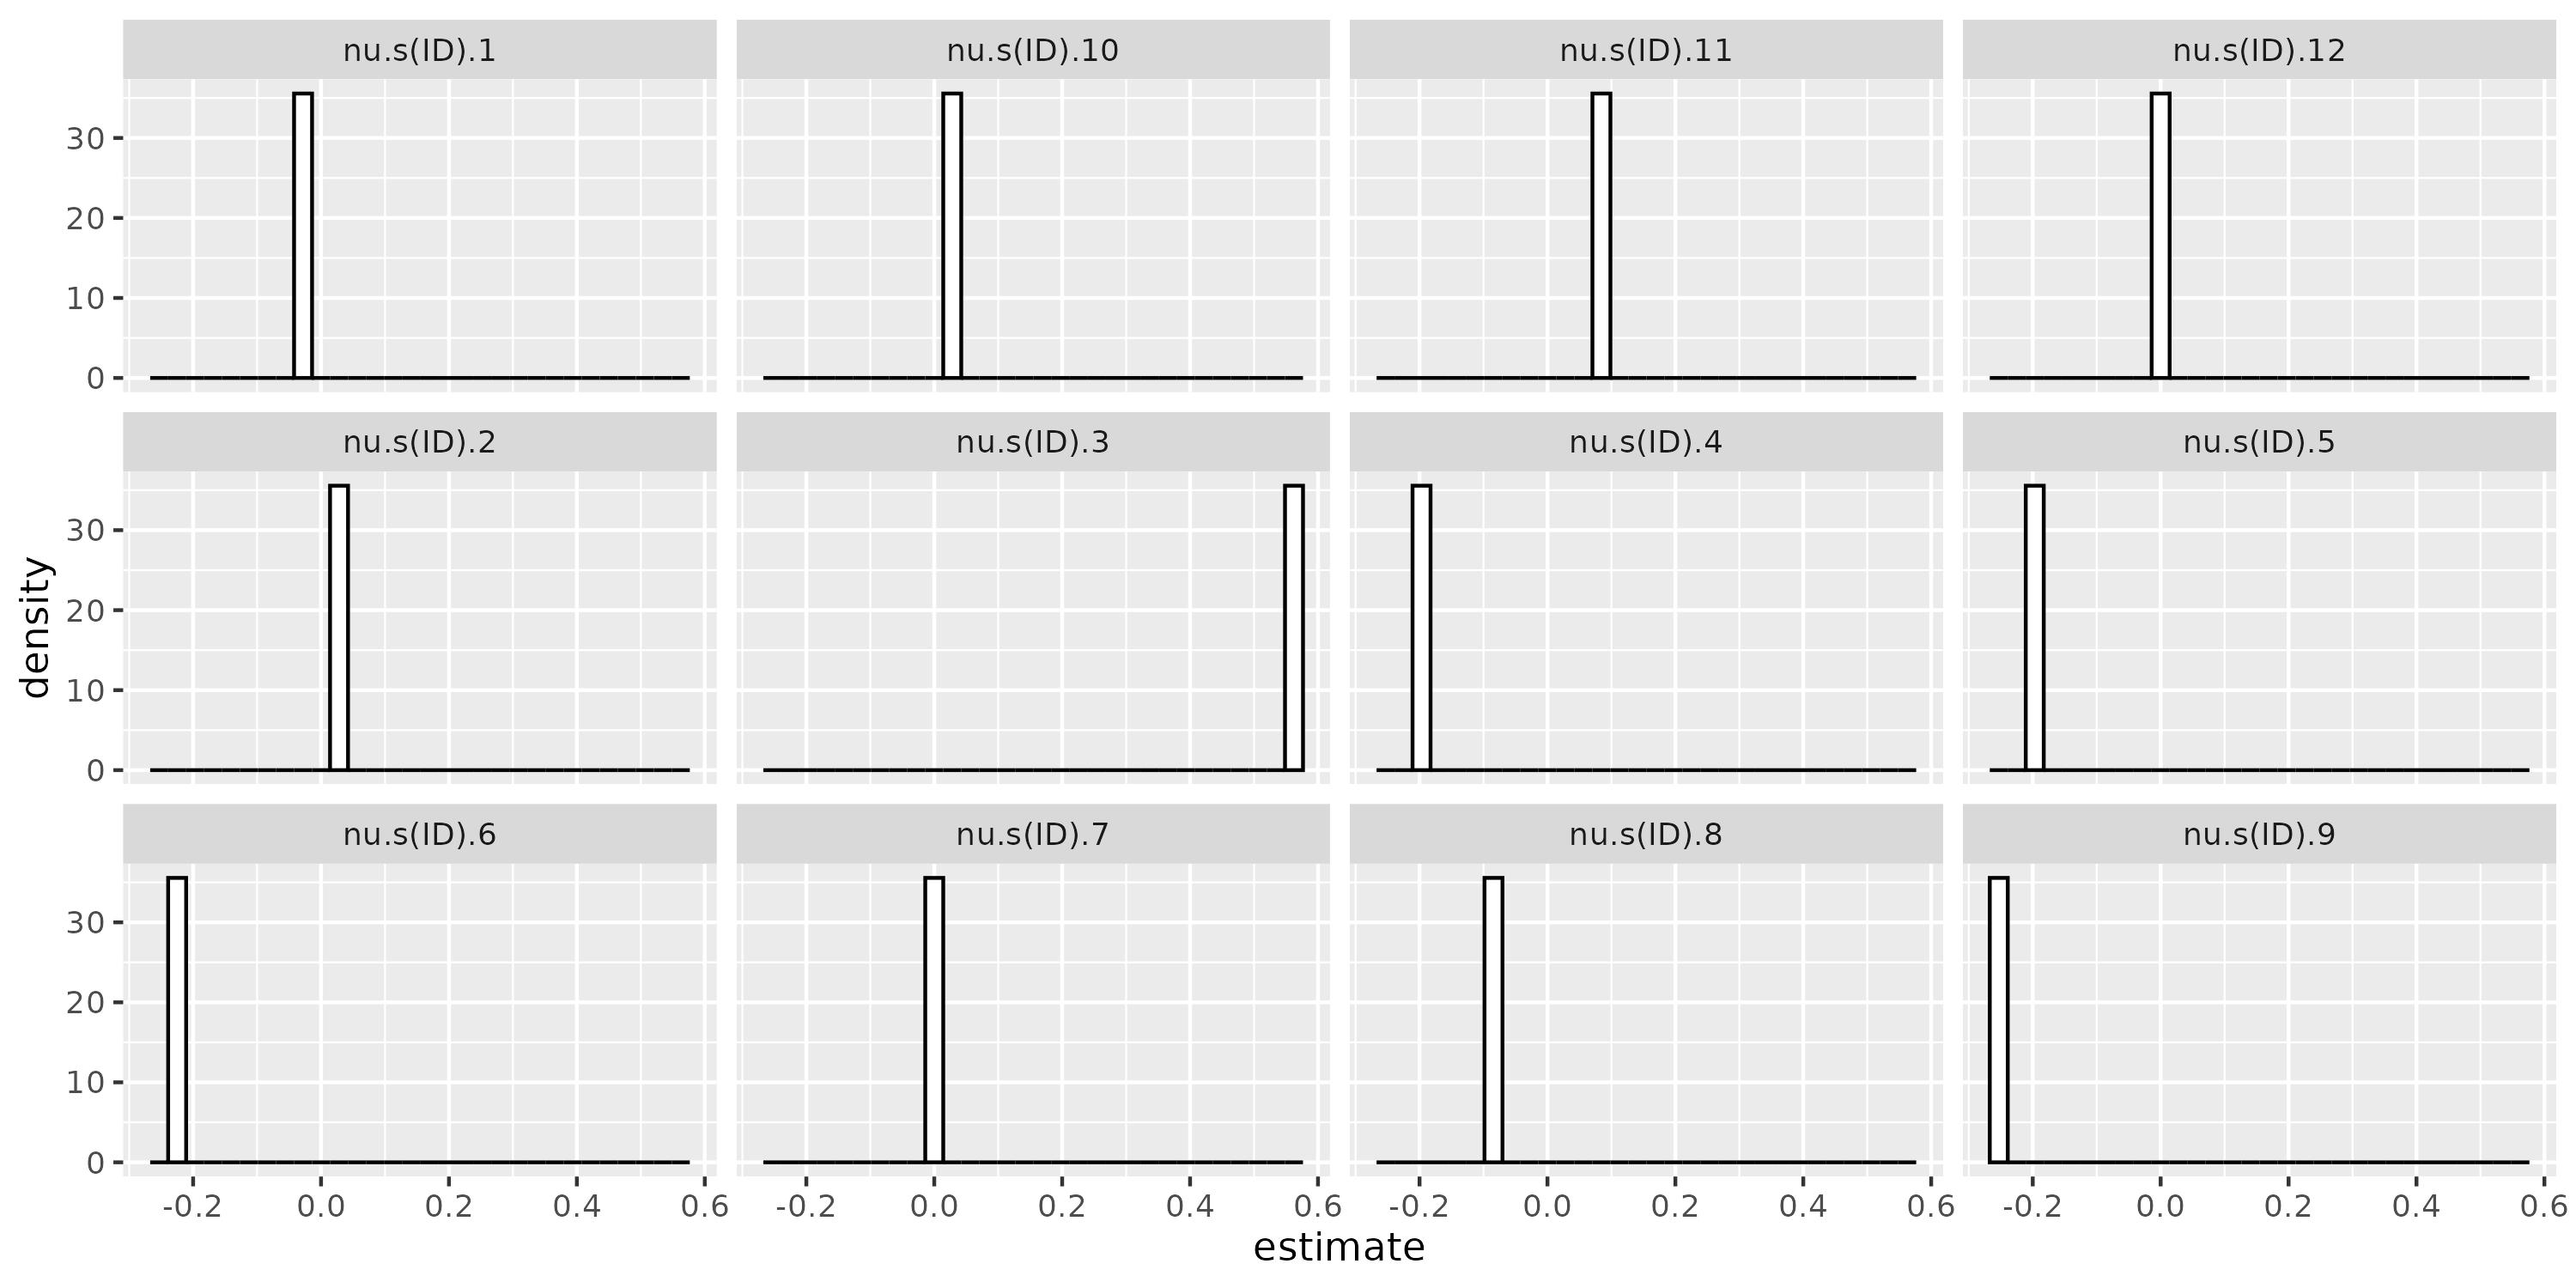 nu.s(ID).1
nu.s(ID).10
nu.s(ID).11
nu.s(ID).12
30
20
10
0
nu.s(ID).2
nu.s(ID).3
nu.s(ID).4
nu.s(ID).5
30
20
10
0
density
nu.s(ID).6
nu.s(ID).7
nu.s(ID).8
nu.s(ID).9
30
20
10
0
-0.2 0.0 0.2 0.4 0.6
-0.2 0.0 0.2 0.4 0.6
-0.2 0.0 0.2 0.4 0.6
-0.2 0.0 0.2 0.4 0.6
estimate